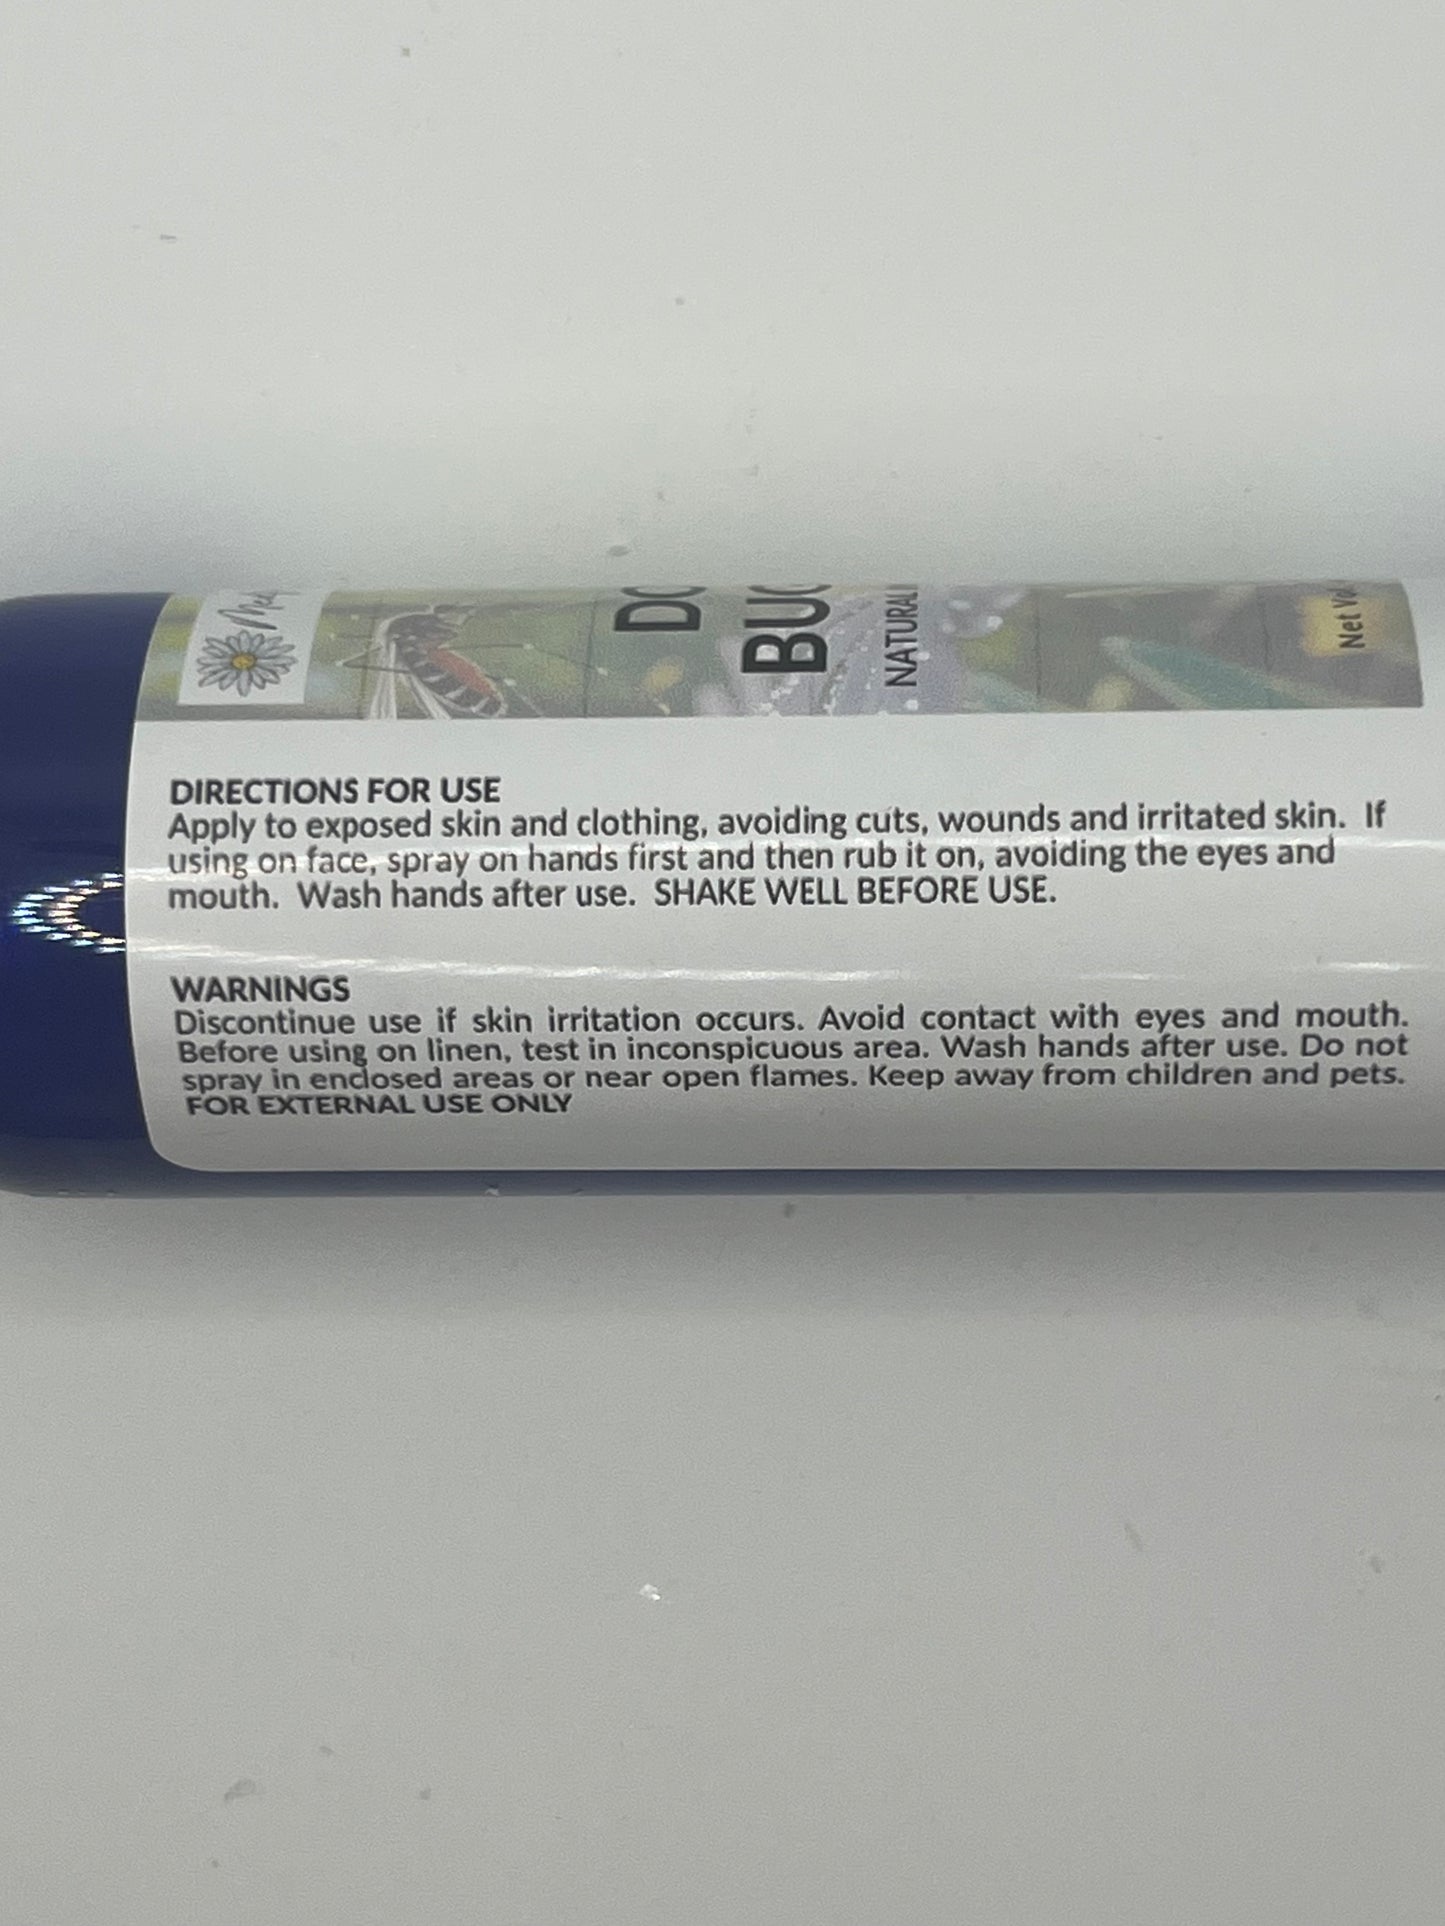 DIRECTIONS FOR USE
Apply to exposed skin and clothing, avoiding cuts, wounds and irritated skin. If
using on face, spray on hands first and then rub it on, avoiding the eyes and
mouth. Wash hands after use. SHAKE WELL BEFORE USE.
WARNINGS
Discontinue use if skin irritation occurs. Avoid contact with eyes and mouth.
Before using on linen, test in inconspicuous area. Wash hands after use. Do not
spray in enclosed areas or near open flames. Keep away from children and pets.
FOR EXTERNAL USE ONLY
Net